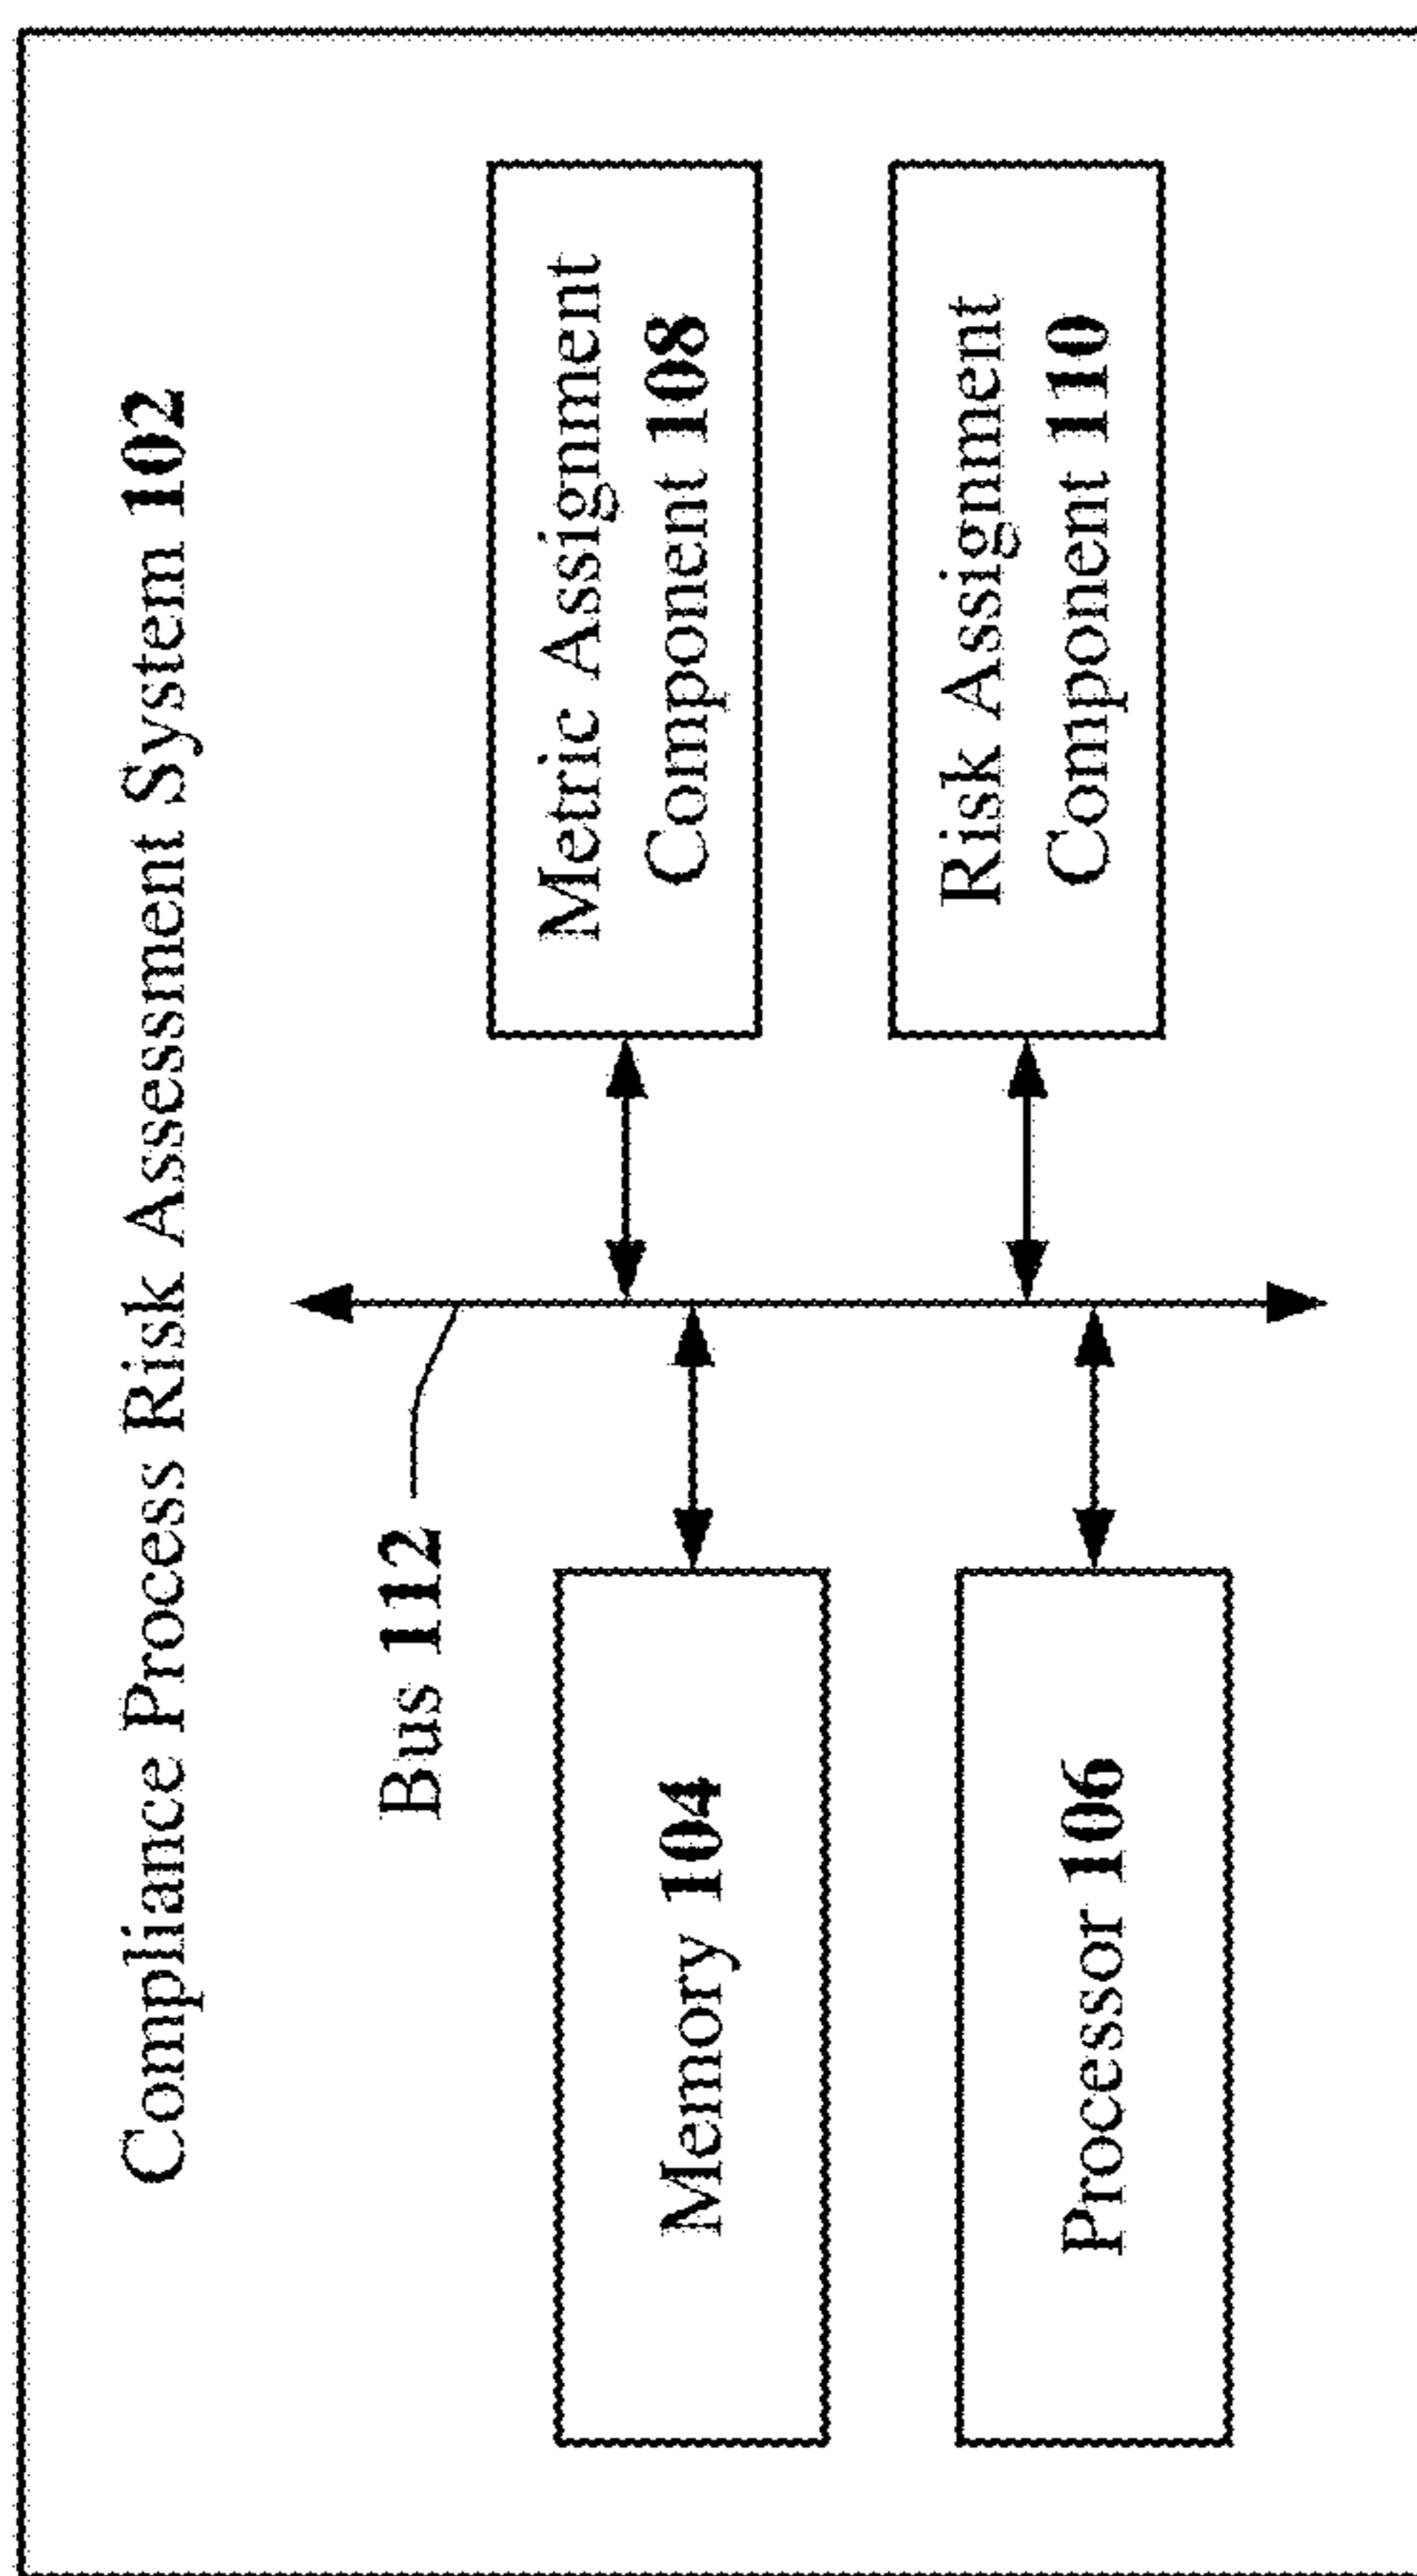 Compliance Process Risk Assessment System 102
Bus 112
Memory 104
Metric Assignment
Component 108
Processor 106
Risk Assignment
Component 110